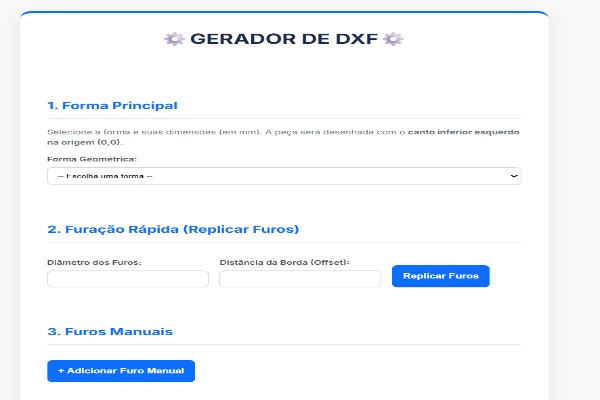 GERADOR DE DXF
1. Forma Principal
Selecione a forma e suas dimensões (em mm). A peça será desenhada com o canto inferior esquerdo
na origem (0,0).
Forma Geométrica:
-- Escolha uma forma --
2. Furação Rápida (Replicar Furos)
Diâmetro dos Furos:
Distância da Borda (Offset):
Replicar Furos
3. Furos Manuais
+ Adicionar Furo Manual